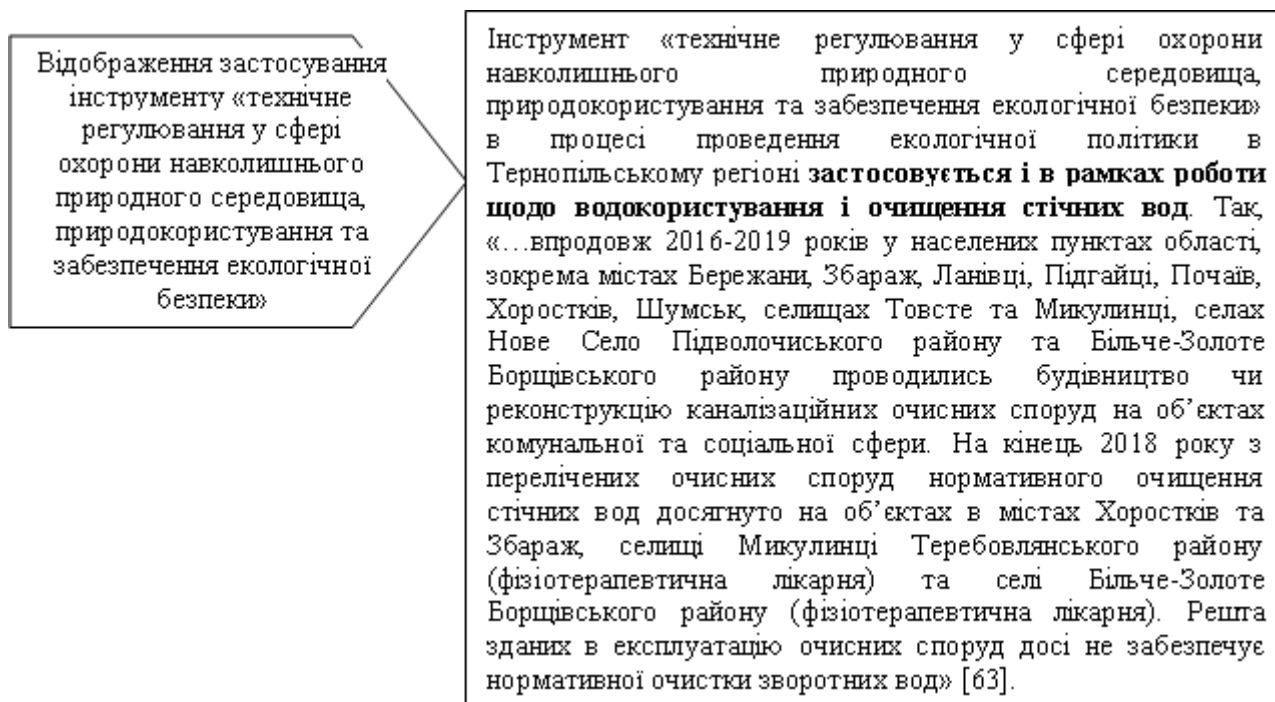 Відображення застосування
інструменту «технічне
регулювання у сфері
охорони навколишнього
природного середовища,
природокористування та
забезпечення екологічної
безпеки»
Інструмент «технічне регулювання у сфері охорони
навколишнього природного середовища,
природокористування та забезпечення екологічної безпеки»
в процесі проведення екологічної політики в
Тернопільському регіоні застосовується і в рамках роботи
щодо водокористування і очищення стічних вод. Так,
«…впродовж 2016-2019 років у населених пунктах області,
зокрема містах Бережани, Збараж, Ланівці, Підгайці, Почаїв,
Хоростків, Шумськ, селищах Товсте та Микулинці, селах
Нове Село Підволочиського району та Більче-Золоте
Борщівського району проводились будівництво чи
реконструкцію каналізаційних очисних споруд на об’єктах
комунальної та соціальної сфери. На кінець 2018 року з
перелічених очисних споруд нормативного очищення
стічних вод досягнуто на об’єктах в містах Хоростків та
Збараж, селищі Микулинці Теребовлянського району
(фізіотерапевтична лікарня) та селі Більче-Золоте
Борщівського району (фізіотерапевтична лікарня). Решта
зданих в експлуатацію очисних споруд досі не забезпечує
нормативної очистки зворотних вод» [63].